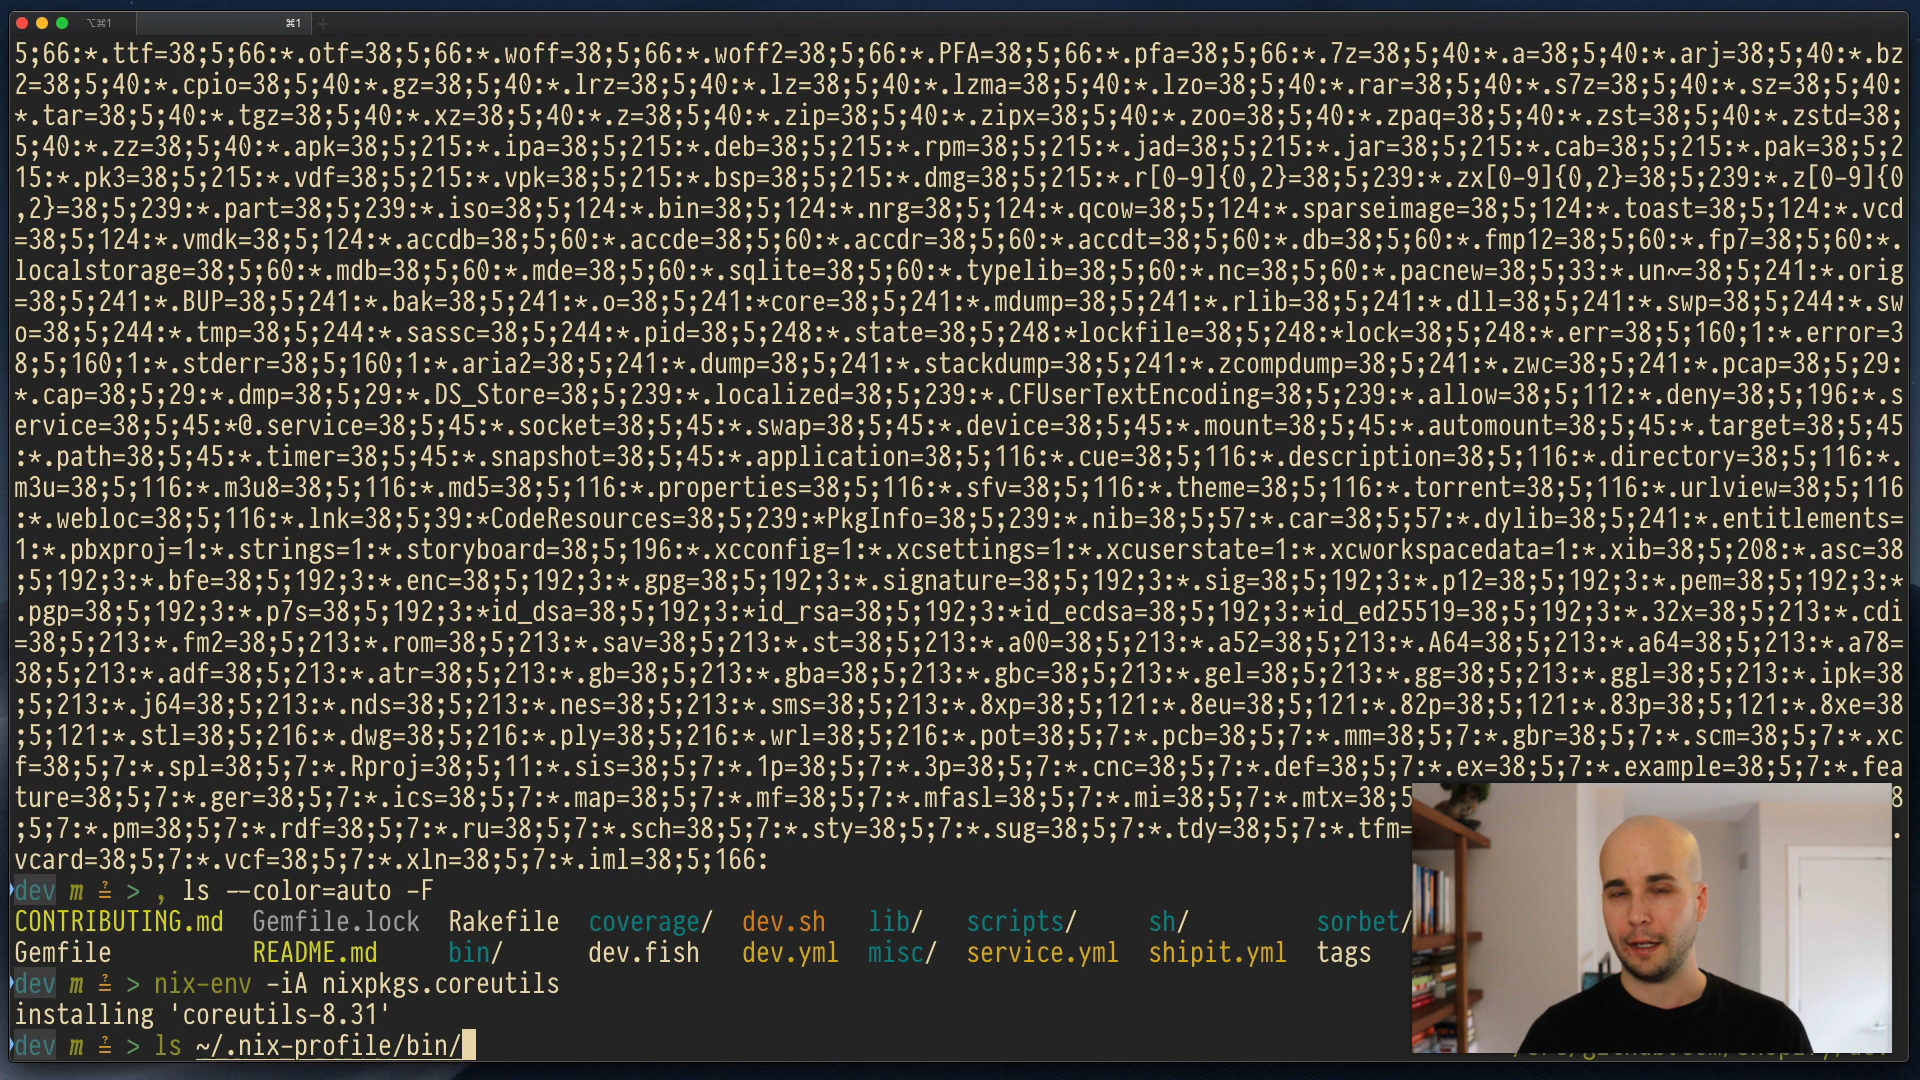 ⌥⌘1 ⌘1 +
5;66:*.ttf=38;5;66:*.otf=38;5;66:*.woff=38;5;66:*.woff2=38;5;66:*.PFA=38;5;66:*.pfa=38;5;66:*.7z=38;5;40:*.a=38;5;40:*.arj=38;5;40:*.bz
2=38;5;40:*.cpio=38;5;40:*.gz=38;5;40:*.lrz=38;5;40:*.lz=38;5;40:*.lzma=38;5;40:*.lzo=38;5;40:*.rar=38;5;40:*.s7z=38;5;40:*.sz=38;5;40:
*.tar=38;5;40:*.tgz=38;5;40:*.xz=38;5;40:*.z=38;5;40:*.zip=38;5;40:*.zipx=38;5;40:*.zoo=38;5;40:*.zpaq=38;5;40:*.zst=38;5;40:*.zstd=38;
5;40:*.zz=38;5;40:*.apk=38;5;215:*.ipa=38;5;215:*.deb=38;5;215:*.rpm=38;5;215:*.jad=38;5;215:*.jar=38;5;215:*.cab=38;5;215:*.pak=38;5;2
15:*.pk3=38;5;215:*.vdf=38;5;215:*.vpk=38;5;215:*.bsp=38;5;215:*.dmg=38;5;215:*.r[0-9]{0,2}=38;5;239:*.zx[0-9]{0,2}=38;5;239:*.z[0-9]{0
,2}=38;5;239:*.part=38;5;239:*.iso=38;5;124:*.bin=38;5;124:*.nrg=38;5;124:*.qcow=38;5;124:*.sparseimage=38;5;124:*.toast=38;5;124:*.vcd
=38;5;124:*.vmdk=38;5;124:*.accdb=38;5;60:*.accde=38;5;60:*.accdr=38;5;60:*.accdt=38;5;60:*.db=38;5;60:*.fmp12=38;5;60:*.fp7=38;5;60:*.
localstorage=38;5;60:*.mdb=38;5;60:*.mde=38;5;60:*.sqlite=38;5;60:*.typelib=38;5;60:*.nc=38;5;60:*.pacnew=38;5;33:*.un~=38;5;241:*.orig
=38;5;241:*.BUP=38;5;241:*.bak=38;5;241:*.o=38;5;241:*core=38;5;241:*.mdump=38;5;241:*.rlib=38;5;241:*.dll=38;5;241:*.swp=38;5;244:*.sw
o=38;5;244:*.tmp=38;5;244:*.sassc=38;5;244:*.pid=38;5;248:*.state=38;5;248:*lockfile=38;5;248:*lock=38;5;248:*.err=38;5;160;1:*.error=3
8;5;160;1:*.stderr=38;5;160;1:*.aria2=38;5;241:*.dump=38;5;241:*.stackdump=38;5;241:*.zcompdump=38;5;241:*.zwc=38;5;241:*.pcap=38;5;29:
*.cap=38;5;29:*.dmp=38;5;29:*.DS_Store=38;5;239:*.localized=38;5;239:*.CFUserTextEncoding=38;5;239:*.allow=38;5;112:*.deny=38;5;196:*.s
ervice=38;5;45:*@.service=38;5;45:*.socket=38;5;45:*.swap=38;5;45:*.device=38;5;45:*.mount=38;5;45:*.automount=38;5;45:*.target=38;5;45
:*.path=38;5;45:*.timer=38;5;45:*.snapshot=38;5;45:*.application=38;5;116:*.cue=38;5;116:*.description=38;5;116:*.directory=38;5;116:*.
m3u=38;5;116:*.m3u8=38;5;116:*.md5=38;5;116:*.properties=38;5;116:*.sfv=38;5;116:*.theme=38;5;116:*.torrent=38;5;116:*.urlview=38;5;116
:*.webloc=38;5;116:*.lnk=38;5;39:*CodeResources=38;5;239:*PkgInfo=38;5;239:*.nib=38;5;57:*.car=38;5;57:*.dylib=38;5;241:*.entitlements=
1:*.pbxproj=1:*.strings=1:*.storyboard=38;5;196:*.xcconfig=1:*.xcsettings=1:*.xcuserstate=1:*.xcworkspacedata=1:*.xib=38;5;208:*.asc=38
;5;192;3:*.bfe=38;5;192;3:*.enc=38;5;192;3:*.gpg=38;5;192;3:*.signature=38;5;192;3:*.sig=38;5;192;3:*.p12=38;5;192;3:*.pem=38;5;192;3:*
.pgp=38;5;192;3:*.p7s=38;5;192;3:*id_dsa=38;5;192;3:*id_rsa=38;5;192;3:*id_ecdsa=38;5;192;3:*id_ed25519=38;5;192;3:*.32x=38;5;213:*.cdi
=38;5;213:*.fm2=38;5;213:*.rom=38;5;213:*.sav=38;5;213:*.st=38;5;213:*.a00=38;5;213:*.a52=38;5;213:*.A64=38;5;213:*.a64=38;5;213:*.a78=
38;5;213:*.adf=38;5;213:*.atr=38;5;213:*.gb=38;5;213:*.gba=38;5;213:*.gbc=38;5;213:*.gel=38;5;213:*.gg=38;5;213:*.ggl=38;5;213:*.ipk=38
;5;213:*.j64=38;5;213:*.nds=38;5;213:*.nes=38;5;213:*.sms=38;5;213:*.8xp=38;5;121:*.8eu=38;5;121:*.82p=38;5;121:*.83p=38;5;121:*.8xe=38
;5;121:*.stl=38;5;216:*.dwg=38;5;216:*.ply=38;5;216:*.wrl=38;5;216:*.pot=38;5;7:*.pcb=38;5;7:*.mm=38;5;7:*.gbr=38;5;7:*.scm=38;5;7:*.xc
f=38;5;7:*.spl=38;5;7:*.Rproj=38;5;11:*.sis=38;5;7:*.1p=38;5;7:*.3p=38;5;7:*.cnc=38;5;7:*.def=38;5;7:*.ex=38;5;7:*.example=38;5;7:*.fea
ture=38;5;7:*.ger=38;5;7:*.ics=38;5;7:*.map=38;5;7:*.mf=38;5;7:*.mfasl=38;5;7:*.mi=38;5;7:*.mtx=38;5 8
;5;7:*.pm=38;5;7:*.rdf=38;5;7:*.ru=38;5;7:*.sch=38;5;7:*.sty=38;5;7:*.sug=38;5;7:*.tdy=38;5;7:*.tfm= .
vcard=38;5;7:*.vcf=38;5;7:*.xln=38;5;7:*.iml=38;5;166:
dev m ≟ > , ls --color=auto -F
CONTRIBUTING.md Gemfile.lock Rakefile coverage/ dev.sh lib/ scripts/ sh/ sorbet/
Gemfile README.md bin/ dev.fish dev.yml misc/ service.yml shipit.yml tags
dev m ≟ > nix-env -iA nixpkgs.coreutils
installing 'coreutils-8.31'
dev m ≟ > ls ~/.nix-profile/bin/